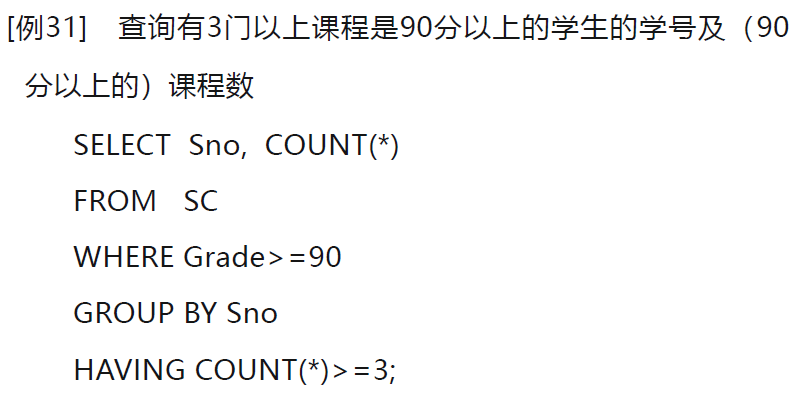 [例31] 查询有3门以上课程是90分以上的学生的学号及（90
分以上的）课程数
SELECT Sno, COUNT(*)
FROM SC
WHERE Grade>=90
GROUP BY Sno
HAVING COUNT(*)>=3;